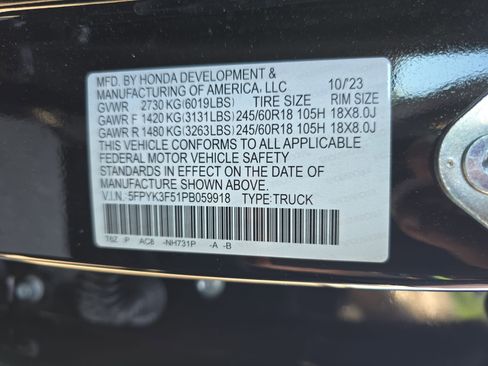 MFD. BY HONDA DEVELOPMENT &
MANUFACTURING OF AMERICA, LLC 10/'23
GVWR 2730 KG(6019LBS) TIRE SIZE RIM SIZE
GAWR F 1420 KG(3131LBS) 245/60R18 105H 18X8.0J
GAWR R 1480 KG(3263LBS) 245/60R18 105H 18X8.0J
THIS VEHICLE CONFORMS TO ALL APPLICABLE
FEDERAL MOTOR VEHICLE SAFETY
STANDARDS IN EFFECT ON THE DATE OF
MANUFACTURE SHOWN ABOVE.
V.I.N. 5FPYK3F51PB059918 TYPE:TRUCK
T6Z :P AC6 -NH731P -A -B